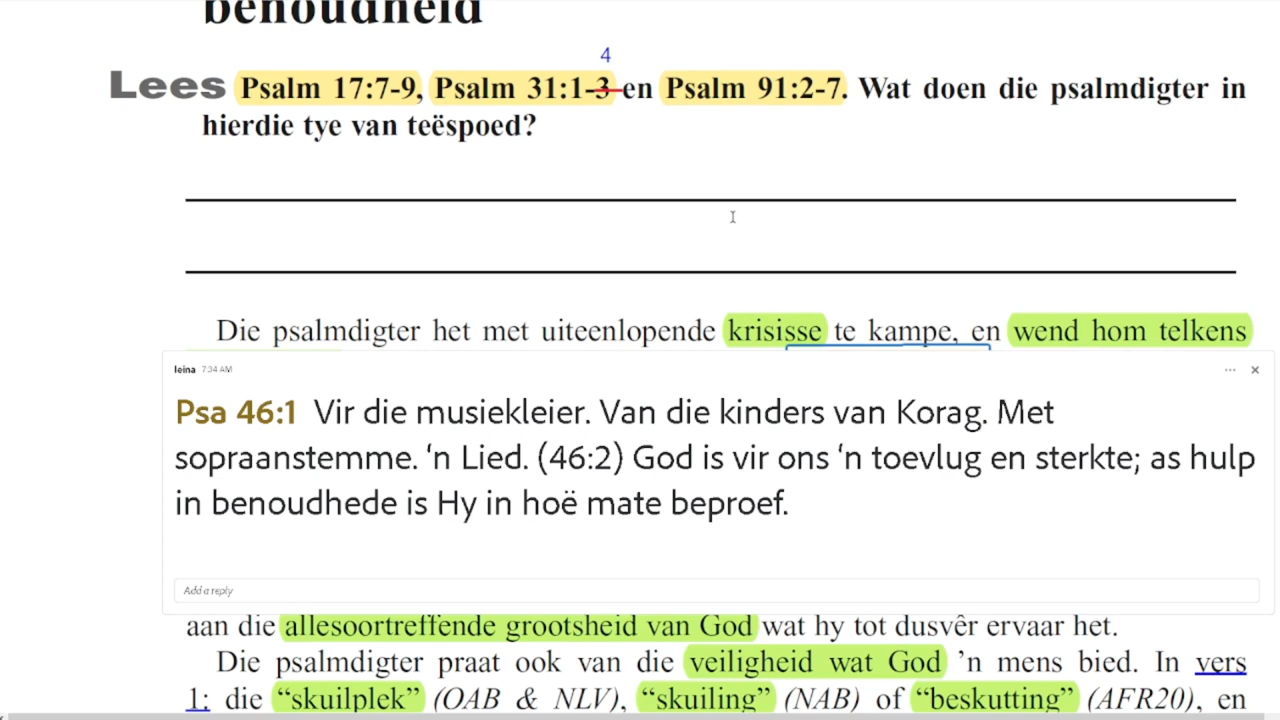 benoudheid
4
Lees Psalm 17:7-9, Psalm 31:1-3 en Psalm 91:2-7. Wat doen die psalmdigter in
hierdie tye van teëspoed?
Die psalmdigter het met uiteenlopende krisisse te kampe, en wend hom telkens
leina 7:34 AM
Psa 46:1 Vir die musiekleier. Van die kinders van Korag. Met
sopraanstemme. ‘n Lied. (46:2) God is vir ons ‘n toevlug en sterkte; as hulp
in benoudhede is Hy in hoë mate beproef.
Add a reply
aan die allesoortreffende grootsheid van God wat hy tot dusvêr ervaar het.
Die psalmdigter praat ook van die veiligheid wat God ’n mens bied. In vers
1; die “skuilplek” (OAB & NLV), “skuiling” (NAB) of “beskutting” (AFR20), en